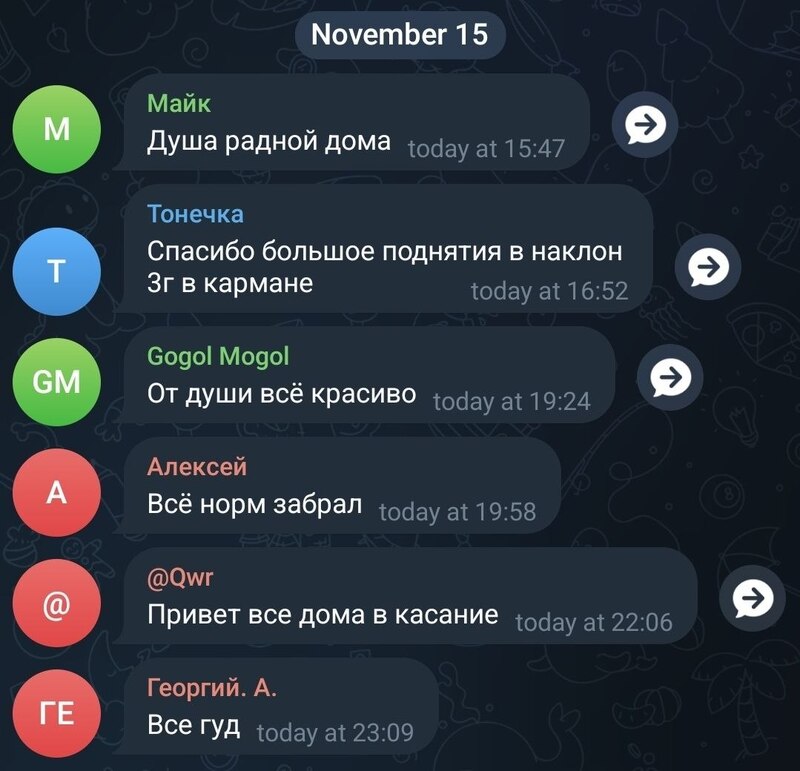 November 15
М
Майк
Душа радной дома
today at 15:47
Т
Тонечка
Спасибо большое поднятия в наклон
3г в кармане
today at 16:52
GM
Gogol Mogol
От души всё красиво
today at 19:24
А
Алексей
Всё норм забрал
today at 19:58
@
@Qwr
Привет все дома в касание
today at 22:06
ГЕ
Георгий. А.
Все гуд
today at 23:09